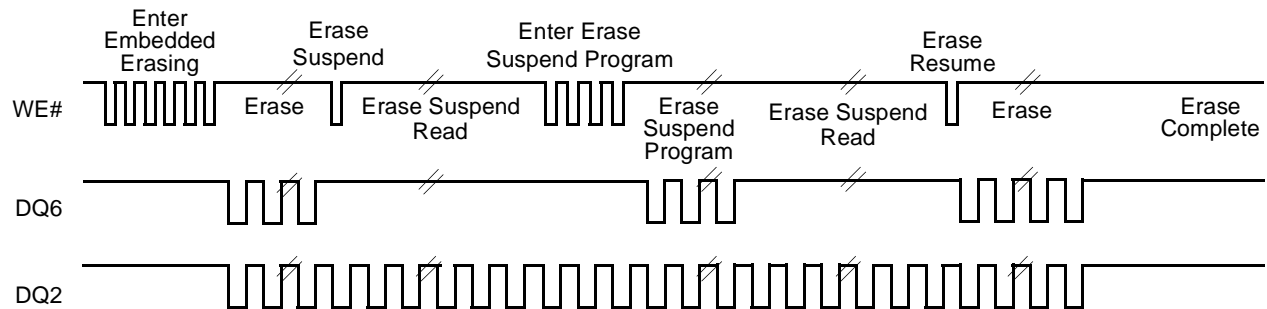 Enter
Embedded
Erasing
Erase
Suspend
Enter Erase
Suspend Program
Erase
Resume
WE#
Erase
Erase Suspend
Read
Erase
Suspend
Program
Erase Suspend
Read
Erase
Erase
Complete
DQ6
DQ2